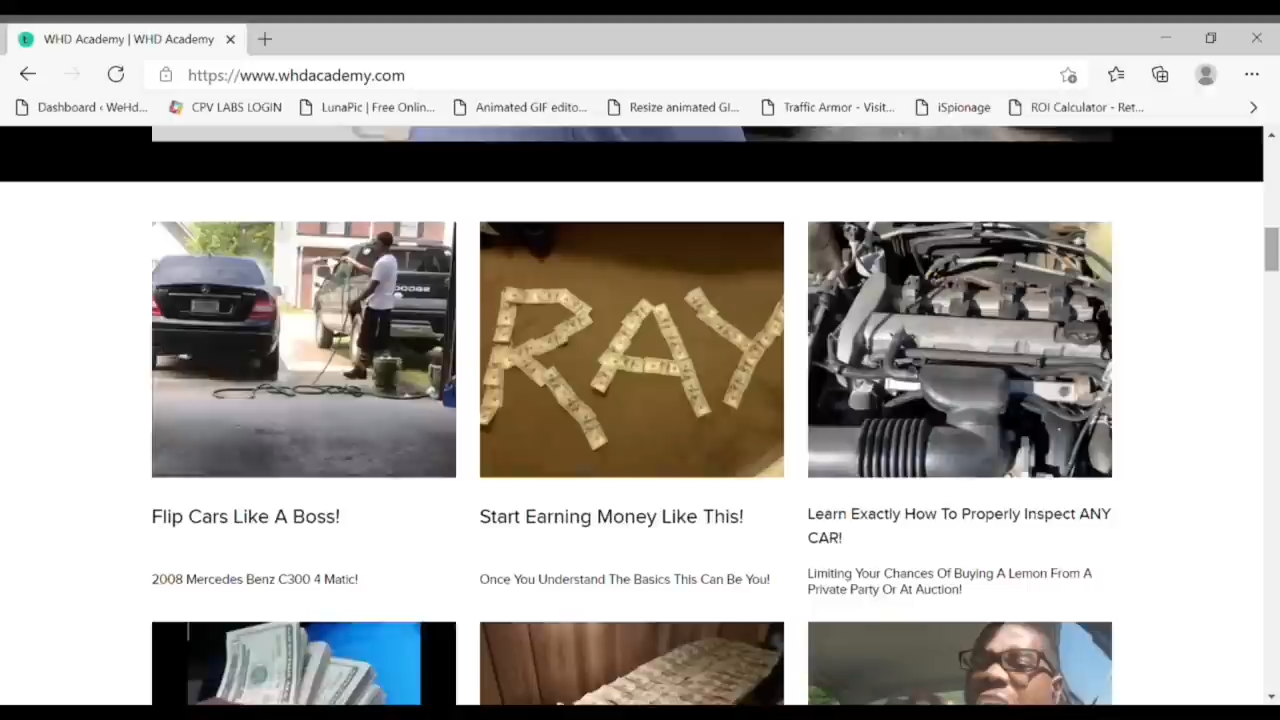 WHD Academy | WHD Academy
https://www.whdacademy.com
Dashboard ‹ WeHd...
CPV LABS LOGIN
LunaPic | Free Onlin...
Animated GIF edito...
Resize animated GI...
Traffic Armor - Visit...
iSpionage
ROI Calculator - Ret...
DODGE
RAY
Flip Cars Like A Boss!
Start Earning Money Like This!
Learn Exactly How To Properly Inspect ANY
CAR!
2008 Mercedes Benz C300 4 Matic!
Once You Understand The Basics This Can Be You!
Limiting Your Chances Of Buying A Lemon From A
Private Party Or At Auction!